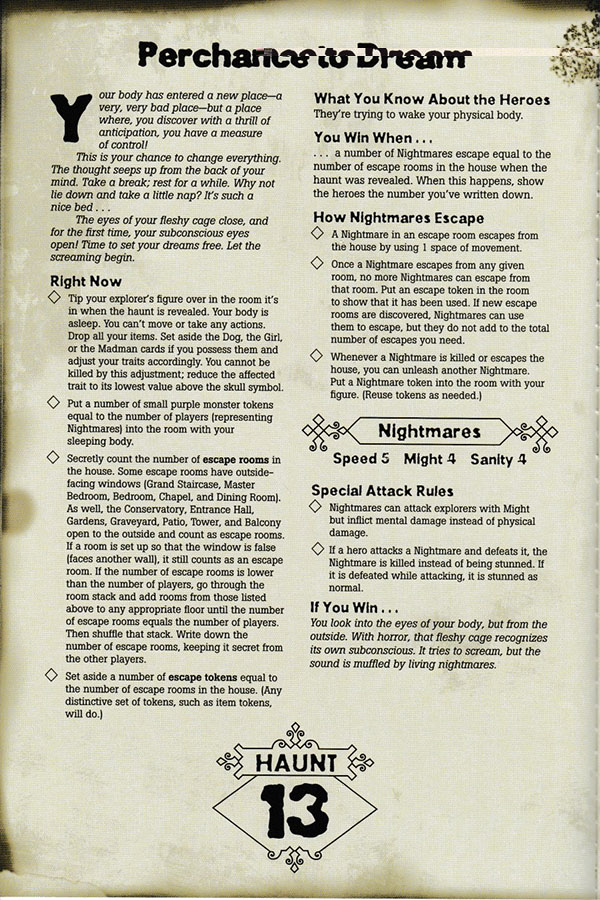 Perchance to Dream
Your body has entered a new place—a
very, very bad place—but a place
where, you discover with a thrill of
anticipation, you have a measure
of control!
This is your chance to change everything.
The thought seeps up from the back of your
mind. Take a break; rest for a while. Why not
lie down and take a little nap? It's such a
nice bed . . .
The eyes of your fleshy cage close, and
for the first time, your subconscious eyes
open! Time to set your dreams free. Let the
screaming begin.
Right Now
◇ Tip your explorer's figure over in the room it's
in when the haunt is revealed. Your body is
asleep. You can't move or take any actions.
Drop all your items. Set aside the Dog, the Girl,
or the Madman cards if you possess them and
adjust your traits accordingly. You cannot be
killed by this adjustment; reduce the affected
trait to its lowest value above the skull symbol.
◇ Put a number of small purple monster tokens
equal to the number of players (representing
Nightmares) into the room with your
sleeping body.
◇ Secretly count the number of escape rooms in
the house. Some escape rooms have outside-
facing windows (Grand Staircase, Master
Bedroom, Bedroom, Chapel, and Dining Room).
As well, the Conservatory, Entrance Hall,
Gardens, Graveyard, Patio, Tower, and Balcony
open to the outside and count as escape rooms.
If a room is set up so that the window is false
(faces another wall), it still counts as an escape
room. If the number of escape rooms is lower
than the number of players, go through the
room stack and add rooms from those listed
above to any appropriate floor until the number
of escape rooms equals the number of players.
Then shuffle that stack. Write down the
number of escape rooms, keeping it secret from
the other players.
◇ Set aside a number of escape tokens equal to
the number of escape rooms in the house. (Any
distinctive set of tokens, such as item tokens,
will do.)
What You Know About the Heroes
They're trying to wake your physical body.
You Win When . . .
. . . a number of Nightmares escape equal to the
number of escape rooms in the house when the
haunt was revealed. When this happens, show
the heroes the number you've written down.
How Nightmares Escape
◇ A Nightmare in an escape room escapes from
the house by using 1 space of movement.
◇ Once a Nightmare escapes from any given
room, no more Nightmares can escape from
that room. Put an escape token in the room
to show that it has been used. If new escape
rooms are discovered, Nightmares can use
them to escape, but they do not add to the total
number of escapes you need.
◇ Whenever a Nightmare is killed or escapes the
house, you can unleash another Nightmare.
Put a Nightmare token into the room with your
figure. (Reuse tokens as needed.)
Nightmares
Speed 5 Might 4 Sanity 4
Special Attack Rules
◇ Nightmares can attack explorers with Might
but inflict mental damage instead of physical
damage.
◇ If a hero attacks a Nightmare and defeats it, the
Nightmare is killed instead of being stunned. If
it is defeated while attacking, it is stunned as
normal.
If You Win . . .
You look into the eyes of your body, but from the
outside. With horror, that fleshy cage recognizes
its own subconscious. It tries to scream, but the
sound is muffled by living nightmares.
HAUNT
13